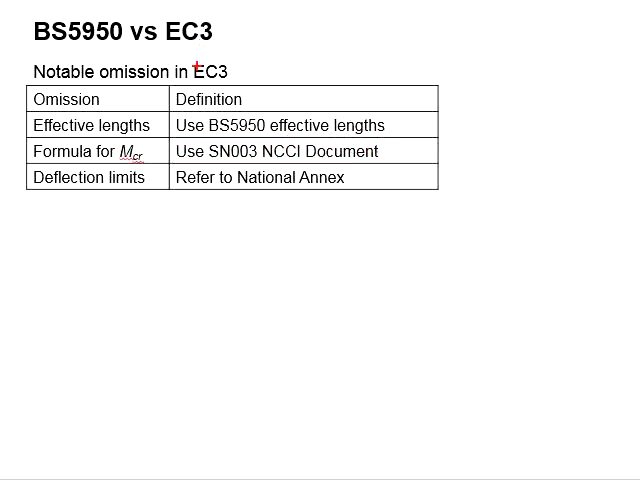 BS5950 vs EC3
Notable omission in EC3
Omission Definition
Effective lengths Use BS5950 effective lengths
Formula for Mcr Use SN003 NCCI Document
Deflection limits Refer to National Annex